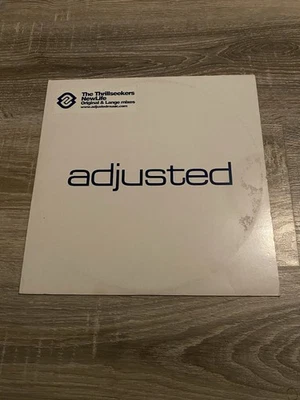 The Thrillseekers
NewLife
Original & Lange mixes
www.adjustedmusic.com
adjusted